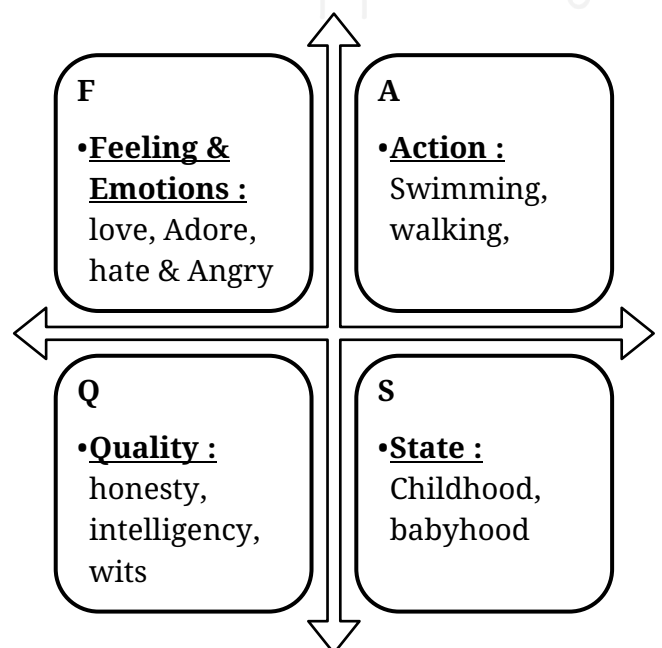 F
•Feeling &
Emotions :
love, Adore,
hate & Angry
A
•Action :
Swimming,
walking,
Q
•Quality :
honesty,
intelligency,
wits
S
•State :
Childhood,
babyhood